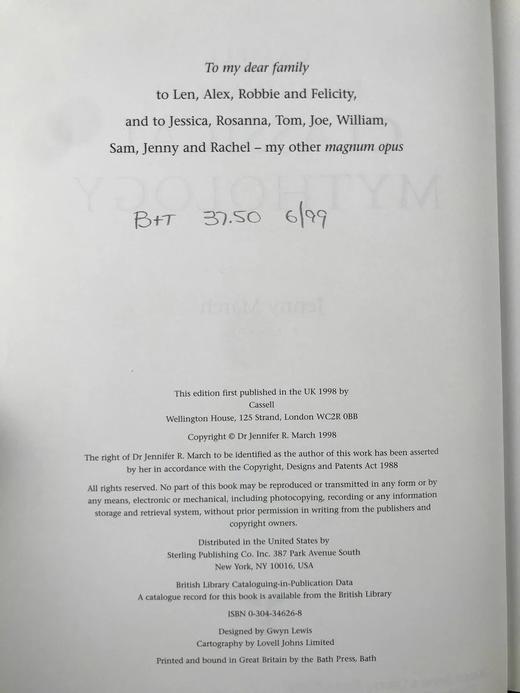 To my dear family
to Len, Alex, Robbie and Felicity,
and to Jessica, Rosanna, Tom, Joe, William,
Sam, Jenny and Rachel – my other magnum opus
B+T 37.50 6/99
MYTHOLOGY
Jenny March
This edition first published in the UK 1998 by
Cassell
Wellington House, 125 Strand, London WC2R 0BB
Copyright © Dr Jennifer R. March 1998
The right of Dr Jennifer R. March to be identified as the author of this work has been asserted
by her in accordance with the Copyright, Designs and Patents Act 1988
All rights reserved. No part of this book may be reproduced or transmitted in any form or by
any means, electronic or mechanical, including photocopying, recording or any information
storage and retrieval system, without prior permission in writing from the publishers and
copyright owners.
Distributed in the United States by
Sterling Publishing Co. Inc. 387 Park Avenue South
New York, NY 10016, USA
British Library Cataloguing-in-Publication Data
A catalogue record for this book is available from the British Library
ISBN 0-304-34626-8
Designed by Gwyn Lewis
Cartography by Lovell Johns Limited
Printed and bound in Great Britain by the Bath Press, Bath